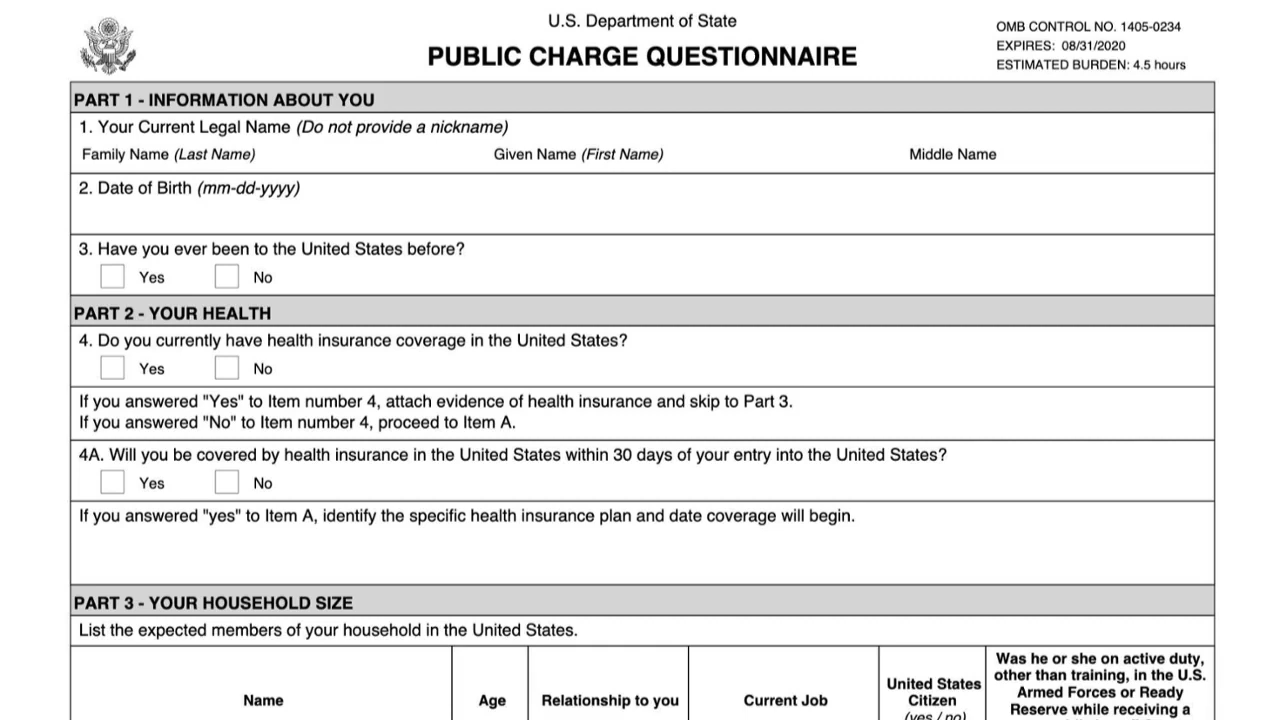 U.S. Department of State
PUBLIC CHARGE QUESTIONNAIRE
OMB CONTROL NO. 1405-0234
EXPIRES: 08/31/2020
ESTIMATED BURDEN: 4.5 hours
PART 1 - INFORMATION ABOUT YOU
1. Your Current Legal Name (Do not provide a nickname)
Family Name (Last Name) Given Name (First Name) Middle Name
2. Date of Birth (mm-dd-yyyy)
3. Have you ever been to the United States before?
Yes No
PART 2 - YOUR HEALTH
4. Do you currently have health insurance coverage in the United States?
Yes No
If you answered "Yes" to Item number 4, attach evidence of health insurance and skip to Part 3.
If you answered "No" to Item number 4, proceed to Item A.
4A. Will you be covered by health insurance in the United States within 30 days of your entry into the United States?
Yes No
If you answered "yes" to Item A, identify the specific health insurance plan and date coverage will begin.
PART 3 - YOUR HOUSEHOLD SIZE
List the expected members of your household in the United States.
Name
Age
Relationship to you
Current Job
United States
Citizen
(yes / no)
Was he or she on active duty,
other than training, in the U.S.
Armed Forces or Ready
Reserve while receiving a